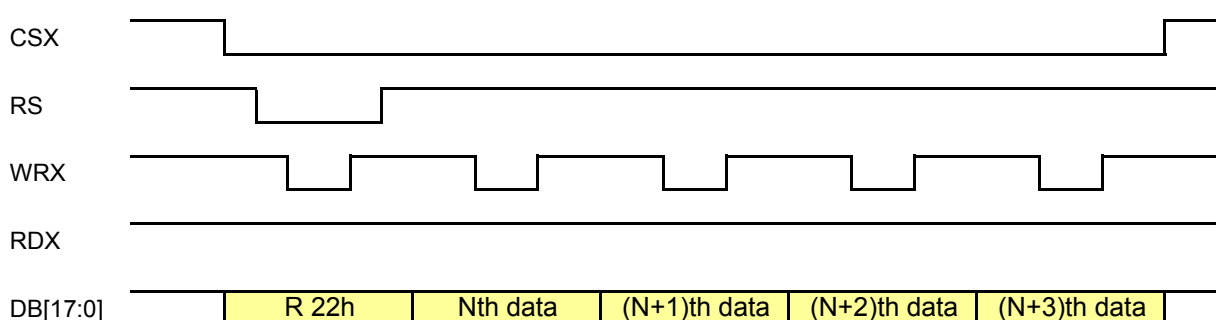 CSX
RS
WRX
RDX
DB[17:0] R 22h Nth data (N+1)th data (N+2)th data (N+3)th data